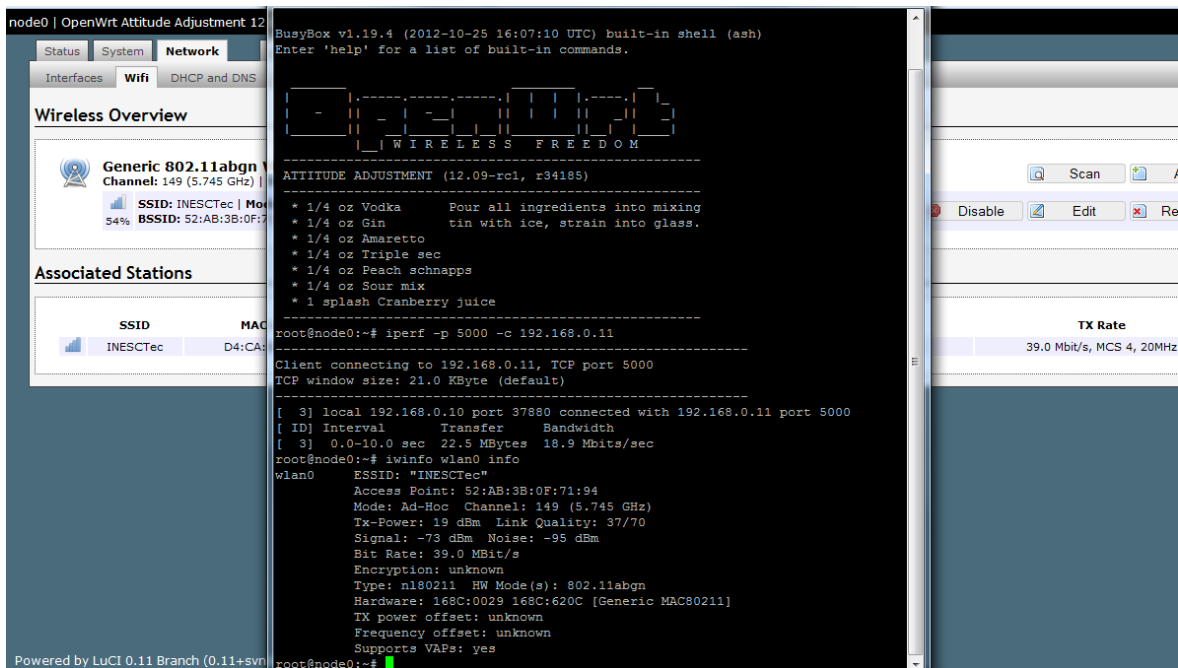 node0 | OpenWrt Attitude Adjustment 12
Status System Network
Interfaces Wifi DHCP and DNS
Wireless Overview
Generic 802.11abgn
Channel: 149 (5.745 GHz) |
SSID: INESCTec |
54% BSSID: 52:AB:3B:0F:7
Scan
Disable Edit Re
Associated Stations
SSID MAC TX Rate
INESCTec D4:CA: 39.0 Mbit/s, MCS 4, 20MHz
Powered by LuCI 0.11 Branch (0.11+svn
BusyBox v1.19.4 (2012-10-25 16:07:10 UTC) built-in shell (ash)
Enter 'help' for a list of built-in commands.
OpenWrt
W I R E L E S S   F R E E D O M
ATTITUDE ADJUSTMENT (12.09-rc1, r34185)
* 1/4 oz Vodka Pour all ingredients into mixing
* 1/4 oz Gin tin with ice, strain into glass.
* 1/4 oz Amaretto
* 1/4 oz Triple sec
* 1/4 oz Peach schnapps
* 1/4 oz Sour mix
* 1 splash Cranberry juice
root@node0:~# iperf -p 5000 -c 192.168.0.11
Client connecting to 192.168.0.11, TCP port 5000
TCP window size: 21.0 KByte (default)
[ 3] local 192.168.0.10 port 37880 connected with 192.168.0.11 port 5000
[ ID] Interval Transfer Bandwidth
[ 3] 0.0-10.0 sec 22.5 MBytes 18.9 Mbits/sec
root@node0:~# iwinfo wlan0 info
wlan0 ESSID: "INESCTec"
Access Point: 52:AB:3B:0F:71:94
Mode: Ad-Hoc Channel: 149 (5.745 GHz)
Tx-Power: 19 dBm Link Quality: 37/70
Signal: -73 dBm Noise: -95 dBm
Bit Rate: 39.0 MBit/s
Encryption: unknown
Type: nl80211 HW Mode(s): 802.11abgn
Hardware: 168C:0029 168C:620C [Generic MAC80211]
TX power offset: unknown
Frequency offset: unknown
Supports VAPs: yes
root@node0:~#